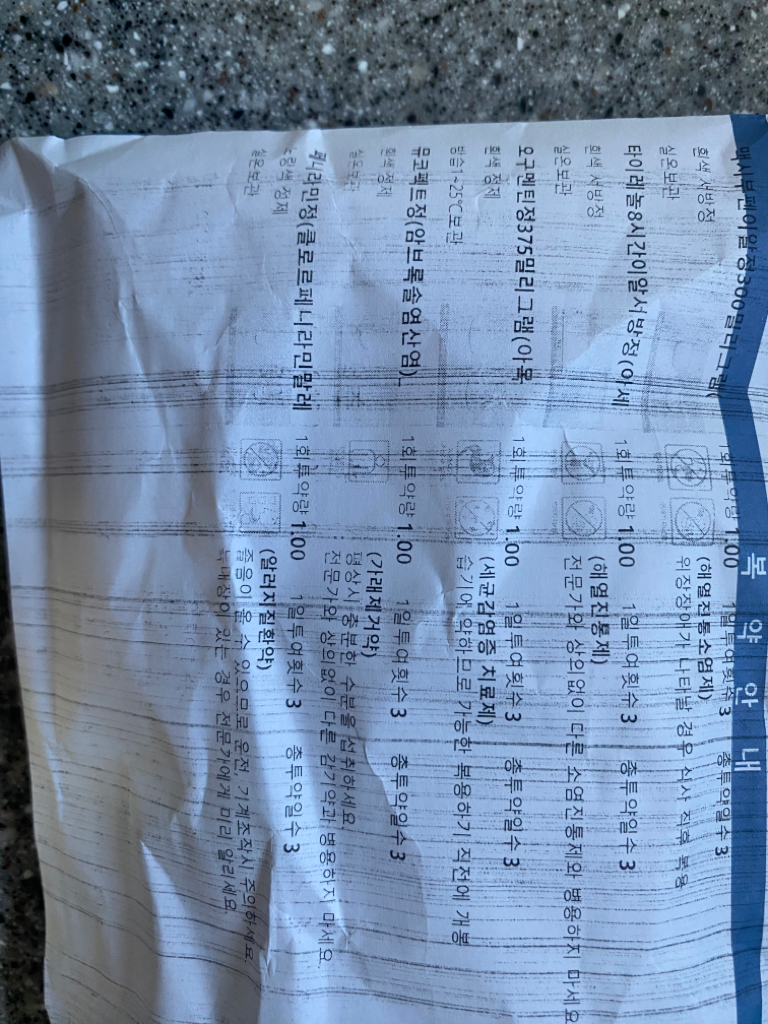 복 약 안 내
맥시부펜이알정300밀리그램(
흰색 사방정
실온보관
1회 투약량 1.00 1일투여횟수 3 총투약일수 3
(해열진통소염제)
위장장애가 나타날 경우 식사 직후 복용
타이레놀8시간이알서방정(아세
흰색 사방정
실온보관
1회 투약량 1.00 1일투여횟수 3 총투약일수 3
(해열진통제)
전문가와 상의없이 다른 소염진통제와 병용하지 마세요
오구멘틴정375밀리그램(아목
흰색 정제
방습1-25℃보관
1회 투약량 1.00 1일투여횟수 3 총투약일수 3
(세균감염증 치료제)
습기에 약하므로 가능한 복용하기 직전에 개봉
뮤코펙트정(암브록솔염산염)_
흰색 정제
실온보관
1회 투약량 1.00 1일투여횟수 3 총투약일수 3
(가래제거약)
평상시 충분한 수분을 섭취하세요.
전문가와 상의없이 다른 감기약과 병용하지 마세요.
페니라민정(클로르페니라민말레
노랑색 정제
실온보관
1회 투약량 1.00 1일투여횟수 3 총투약일수 3
(알러지질환약)
졸음이 올 수 있으므로 운전, 기계조작시 주의하세요.
녹내장이 있는 경우 전문가에게 미리 알리세요.